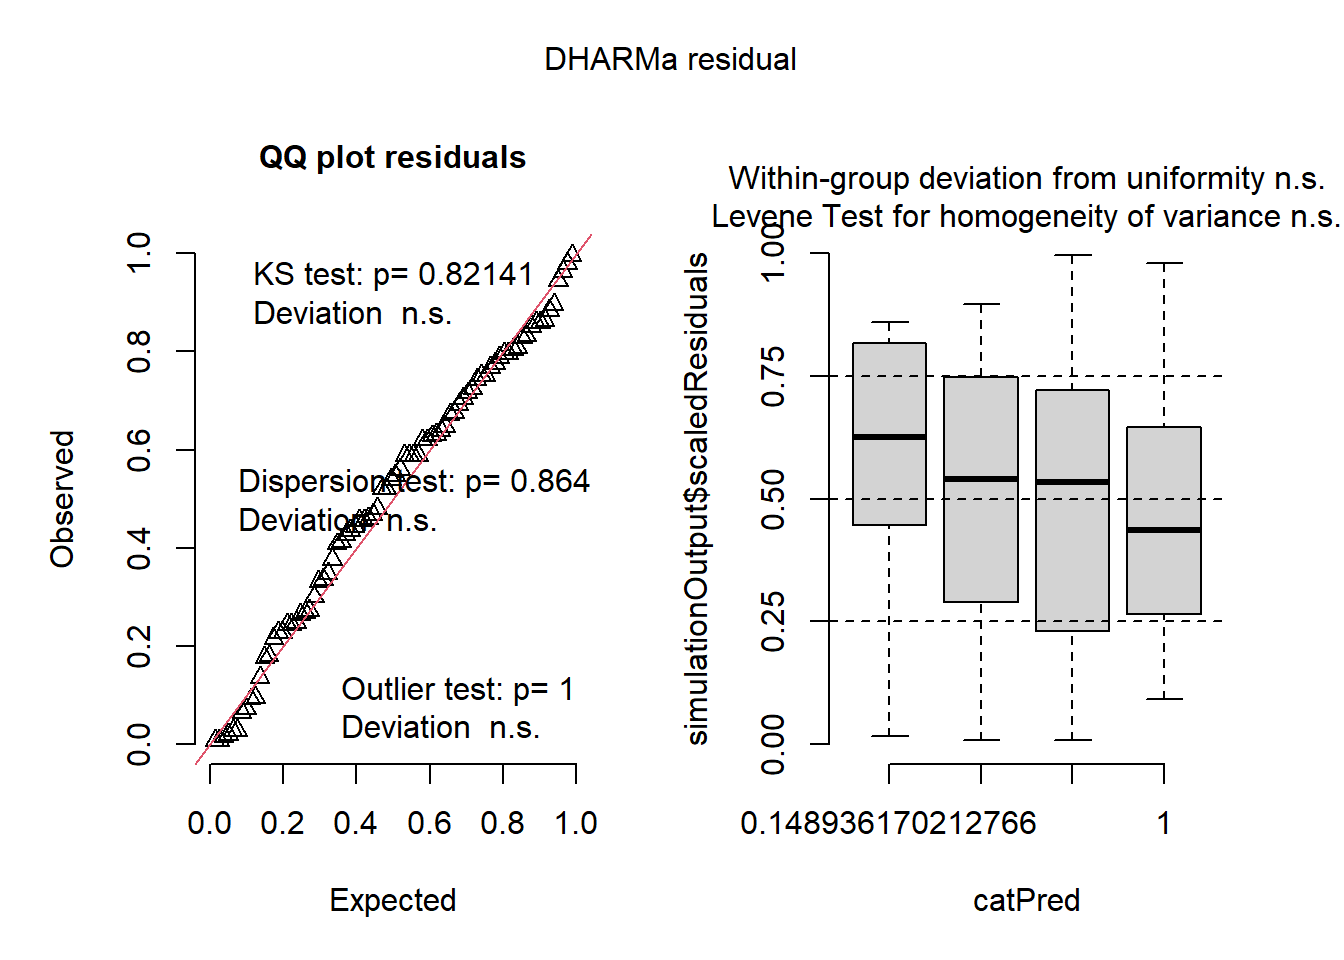 DHARMa residual
QQ plot residuals
KS test: p= 0.82141
Deviation n.s.
Dispersion test: p= 0.864
Deviation n.s.
Outlier test: p= 1
Deviation n.s.
Observed
0.0 0.2 0.4 0.6 0.8 1.0
0.0 0.2 0.4 0.6 0.8 1.0
Expected
Within-group deviation from uniformity n.s.
Levene Test for homogeneity of variance n.s.
simulationOutput$scaledResiduals
0.00 0.25 0.50 0.75 1.00
0.148936170212766 1
catPred